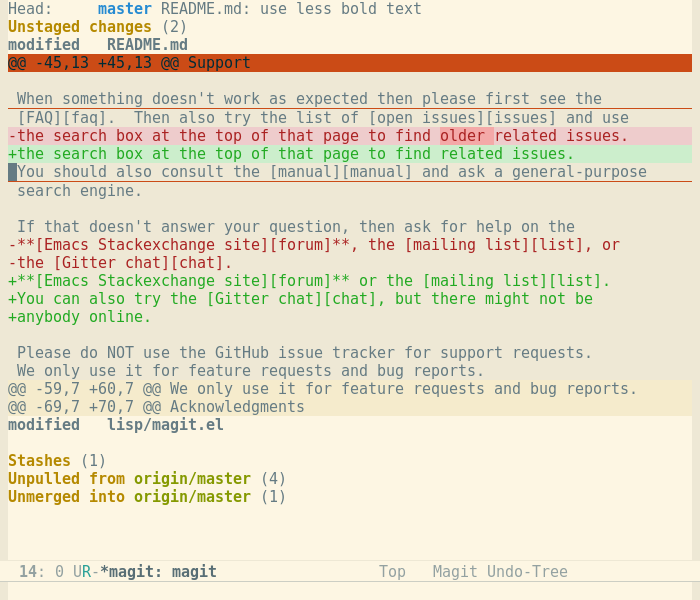 Head:     master README.md: use less bold text
Unstaged changes (2)
modified   README.md
@@ -45,13 +45,13 @@ Support

 When something doesn't work as expected then please first see the
 [FAQ][faq].  Then also try the list of [open issues][issues] and use
-the search box at the top of that page to find older related issues.
+the search box at the top of that page to find related issues.
 You should also consult the [manual][manual] and ask a general-purpose
 search engine.

 If that doesn't answer your question, then ask for help on the
-**[Emacs Stackexchange site][forum]**, the [mailing list][list], or
-the [Gitter chat][chat].
+**[Emacs Stackexchange site][forum]** or the [mailing list][list].
+You can also try the [Gitter chat][chat], but there might not be
+anybody online.

 Please do NOT use the GitHub issue tracker for support requests.
 We only use it for feature requests and bug reports.
@@ -59,7 +60,7 @@ We only use it for feature requests and bug reports.
@@ -69,7 +70,7 @@ Acknowledgments
modified   lisp/magit.el

Stashes (1)
Unpulled from origin/master (4)
Unmerged into origin/master (1)

14: 0 UR-*magit: magit                  Top   Magit Undo-Tree